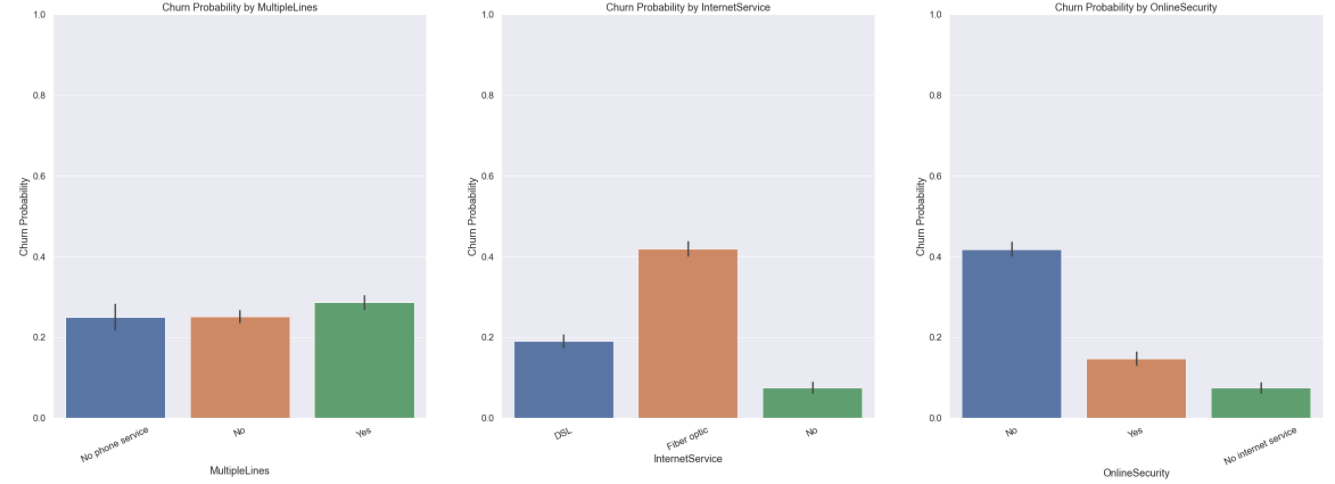 Churn Probability by MultipleLines
1.0
0.8
0.6
0.4
0.2
0.0
Churn Probability
No phone service
No
Yes
MultipleLines
Churn Probability by InternetService
1.0
0.8
0.6
0.4
0.2
0.0
Churn Probability
DSL
Fiber optic
No
InternetService
Churn Probability by OnlineSecurity
1.0
0.8
0.6
0.4
0.2
0.0
Churn Probability
No
Yes
No internet service
OnlineSecurity